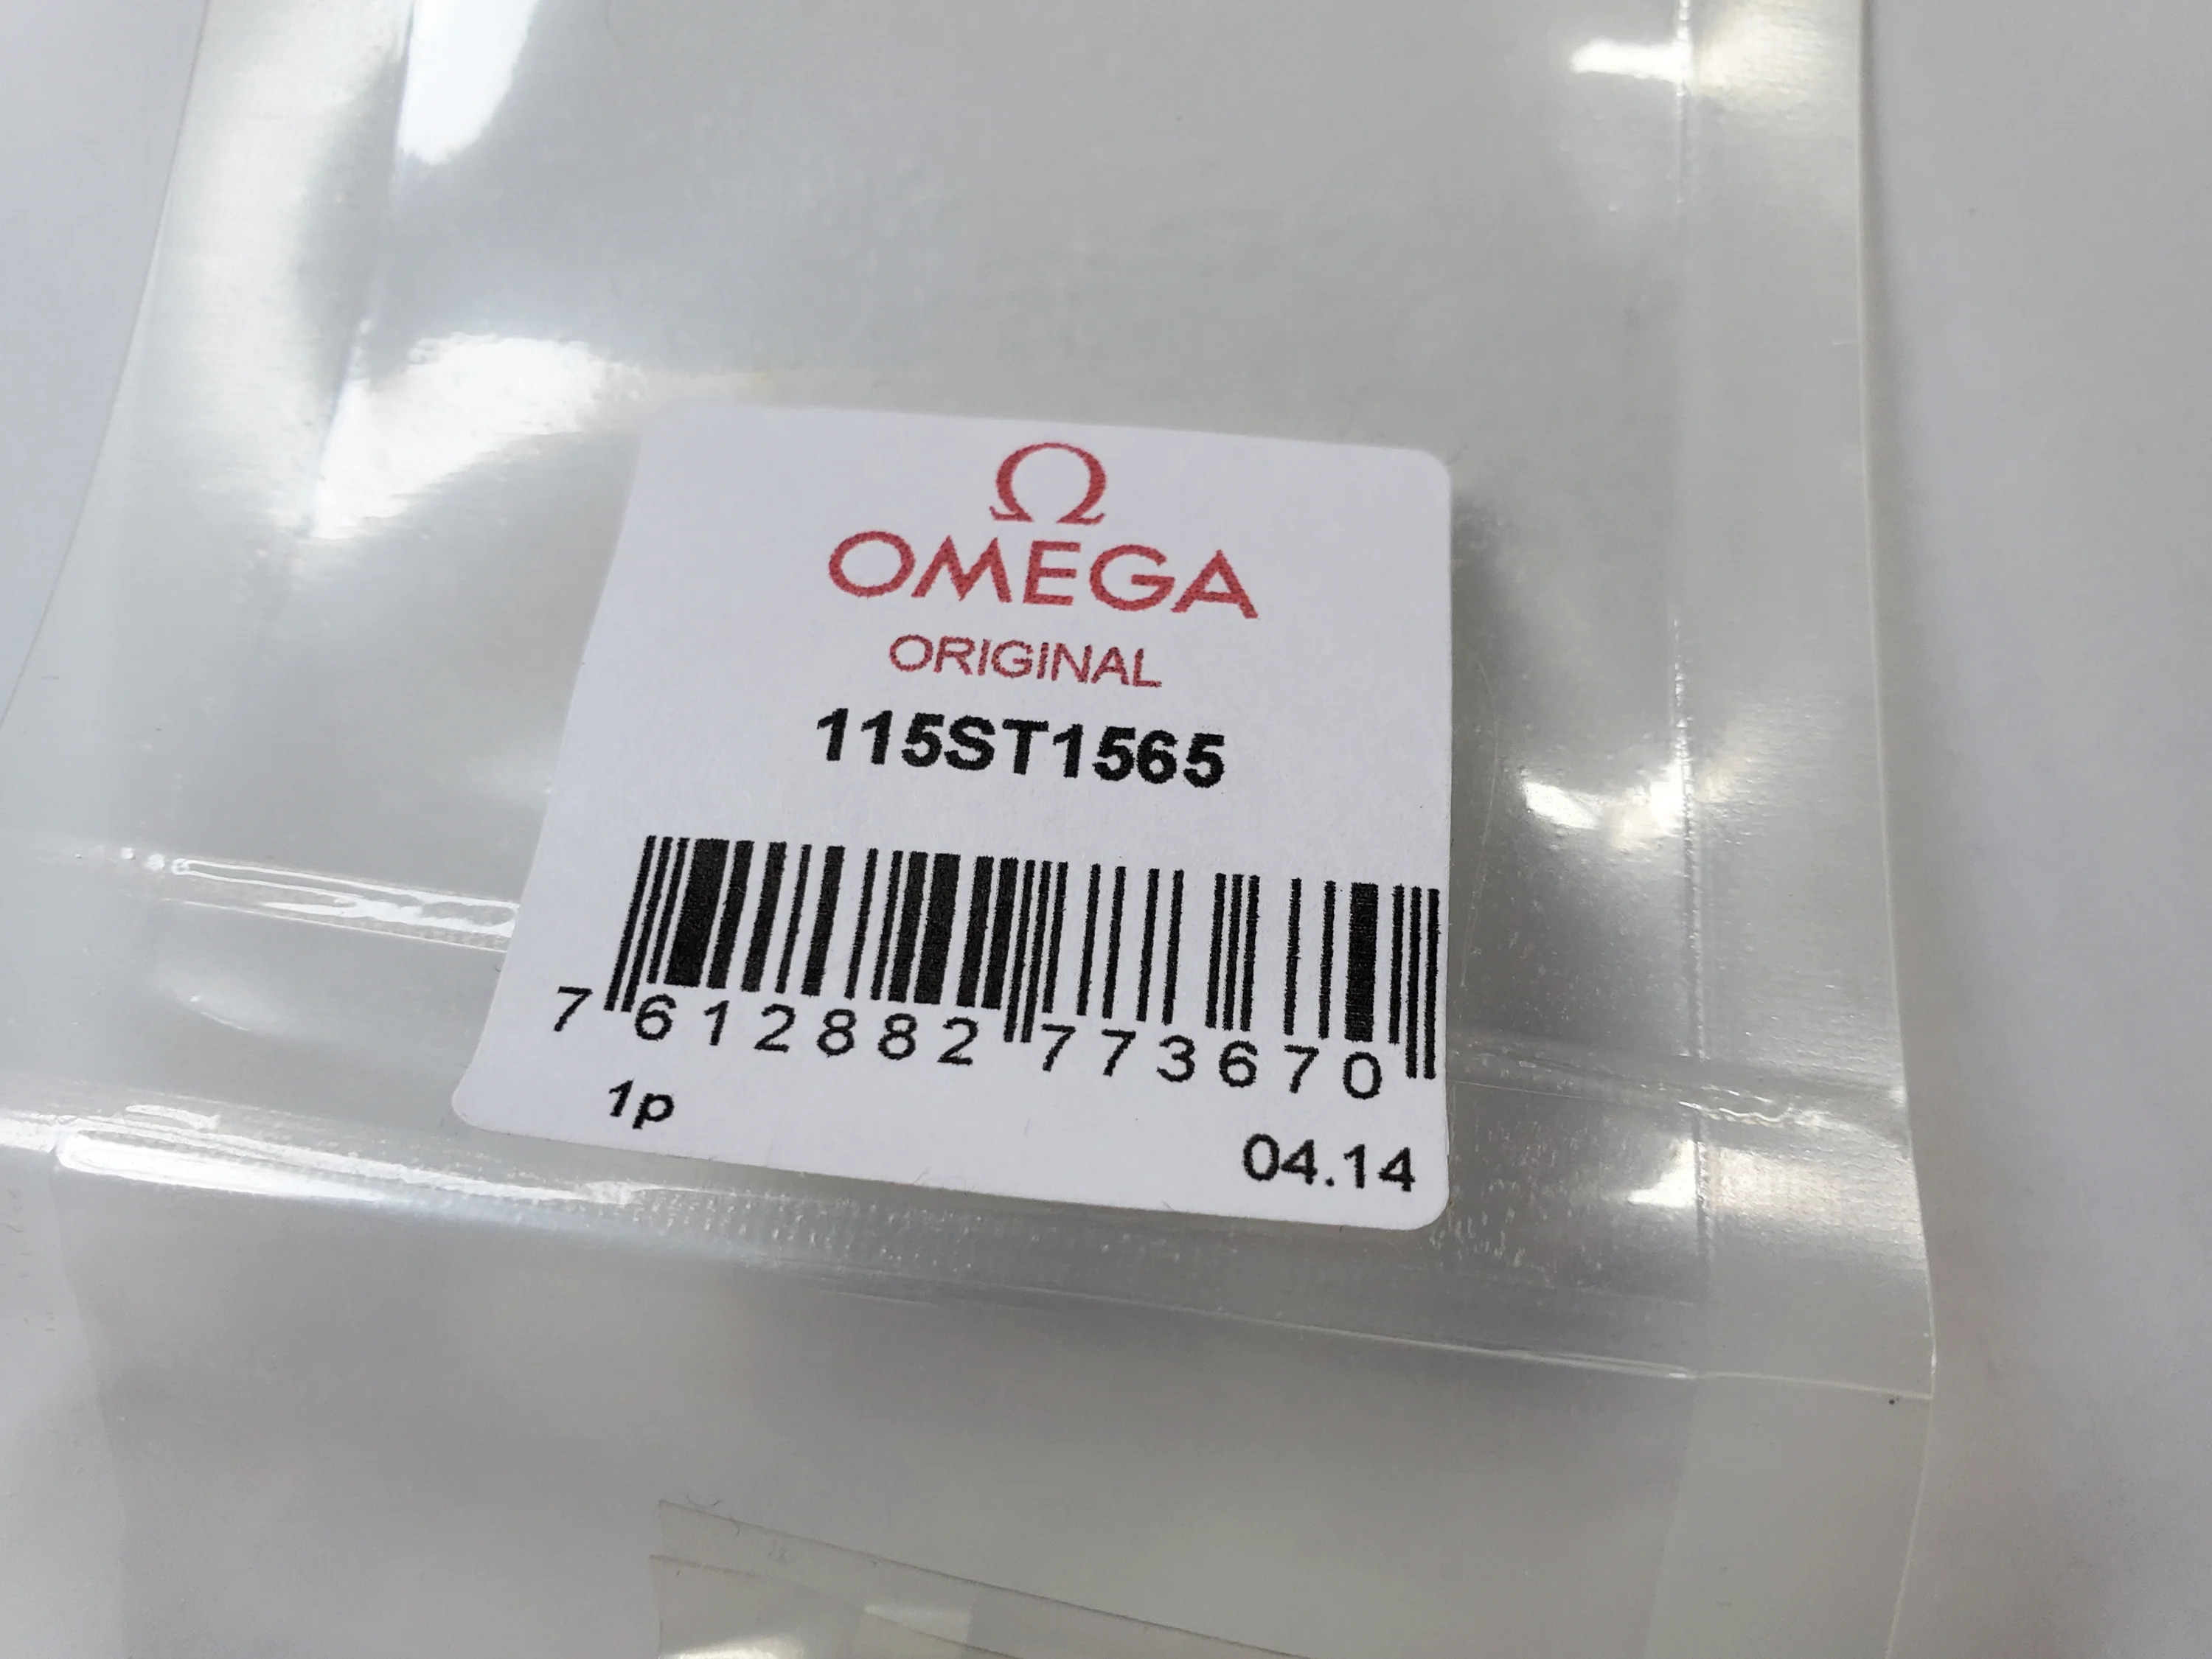 Ω
OMEGA
ORIGINAL
115ST1565
7 612882 773670
1p
04.14